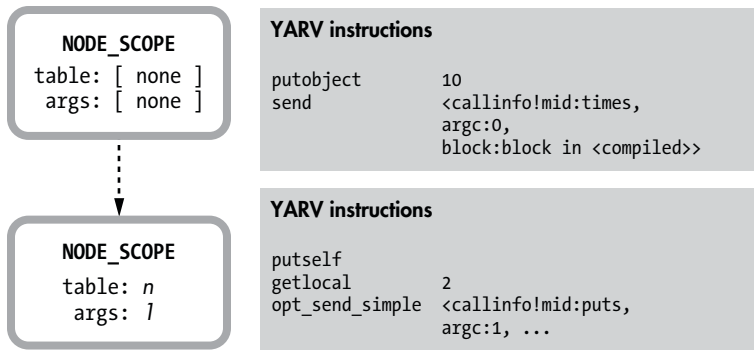 NODE_SCOPE
table: [ none ]
args: [ none ]
YARV instructions
putobject 10
send <callinfo!mid:times,
argc:0,
block:block in <compiled>>
NODE_SCOPE
table: n
args: 1
YARV instructions
putself
getlocal 2
opt_send_simple <callinfo!mid:puts,
argc:1, ...